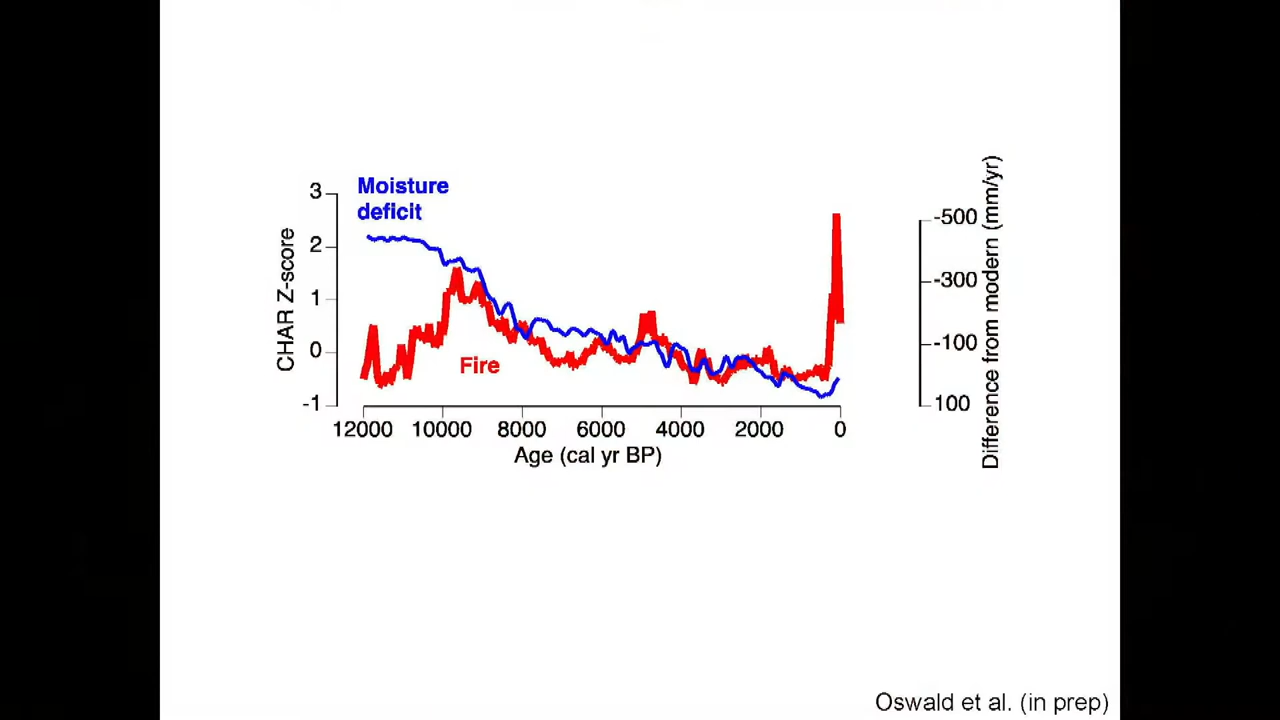 Moisture
deficit
3
2
1
0
-1
CHAR Z-score
Fire
12000 10000 8000 6000 4000 2000 0
Age (cal yr BP)
-500
-300
-100
100
Difference from modern (mm/yr)
Oswald et al. (in prep)